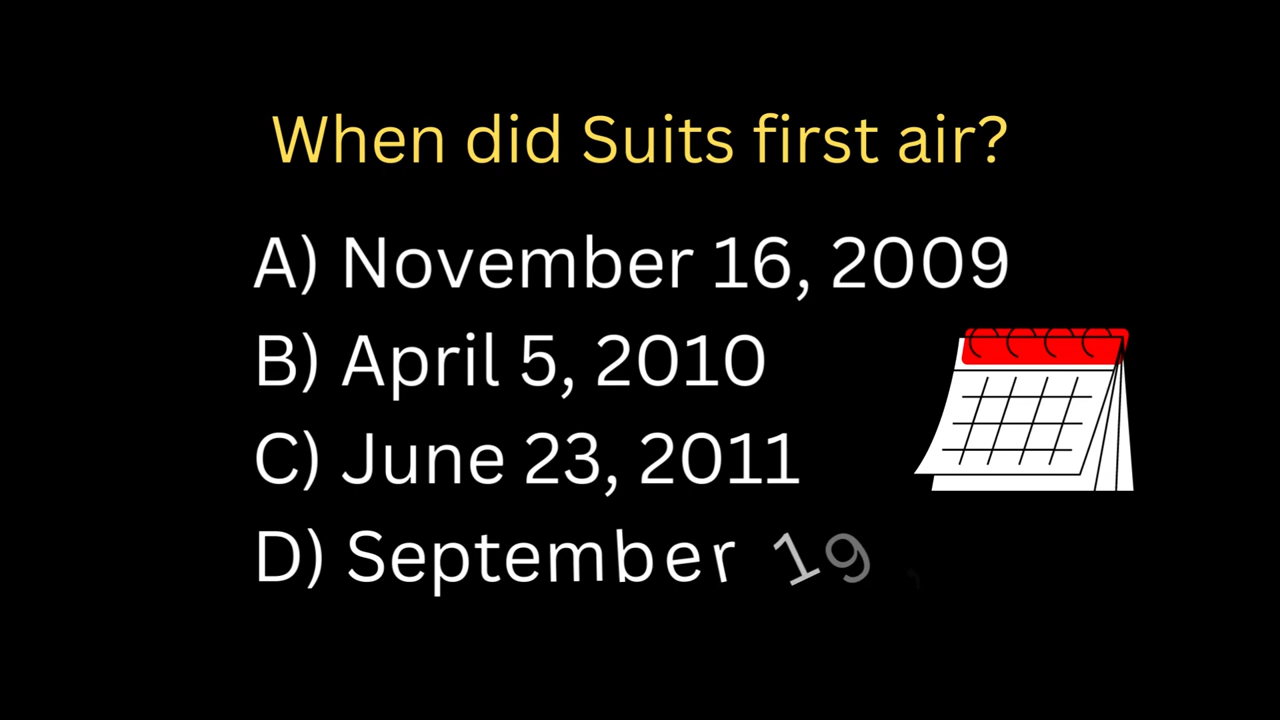 When did Suits first air?
A) November 16, 2009
B) April 5, 2010
C) June 23, 2011
D) September 19